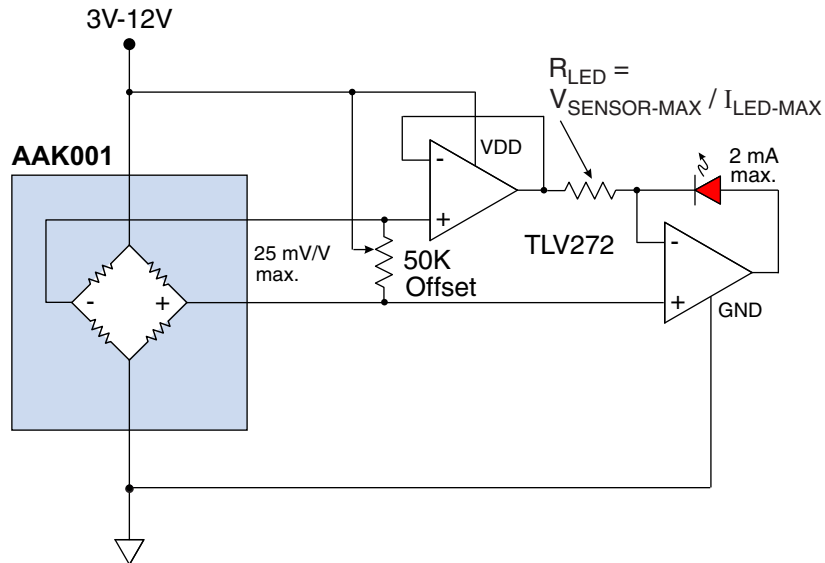 3V-12V
R_LED =
V_SENSOR-MAX / I_LED-MAX
AAK001
VDD
2 mA
max.
-
+
25 mV/V
max.
50K
Offset
TLV272
-
+
-
+
GND